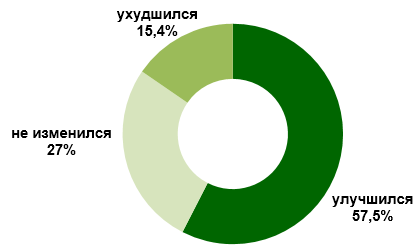 ухудшился
15,4%
не изменился
27%
улучшился
57,5%